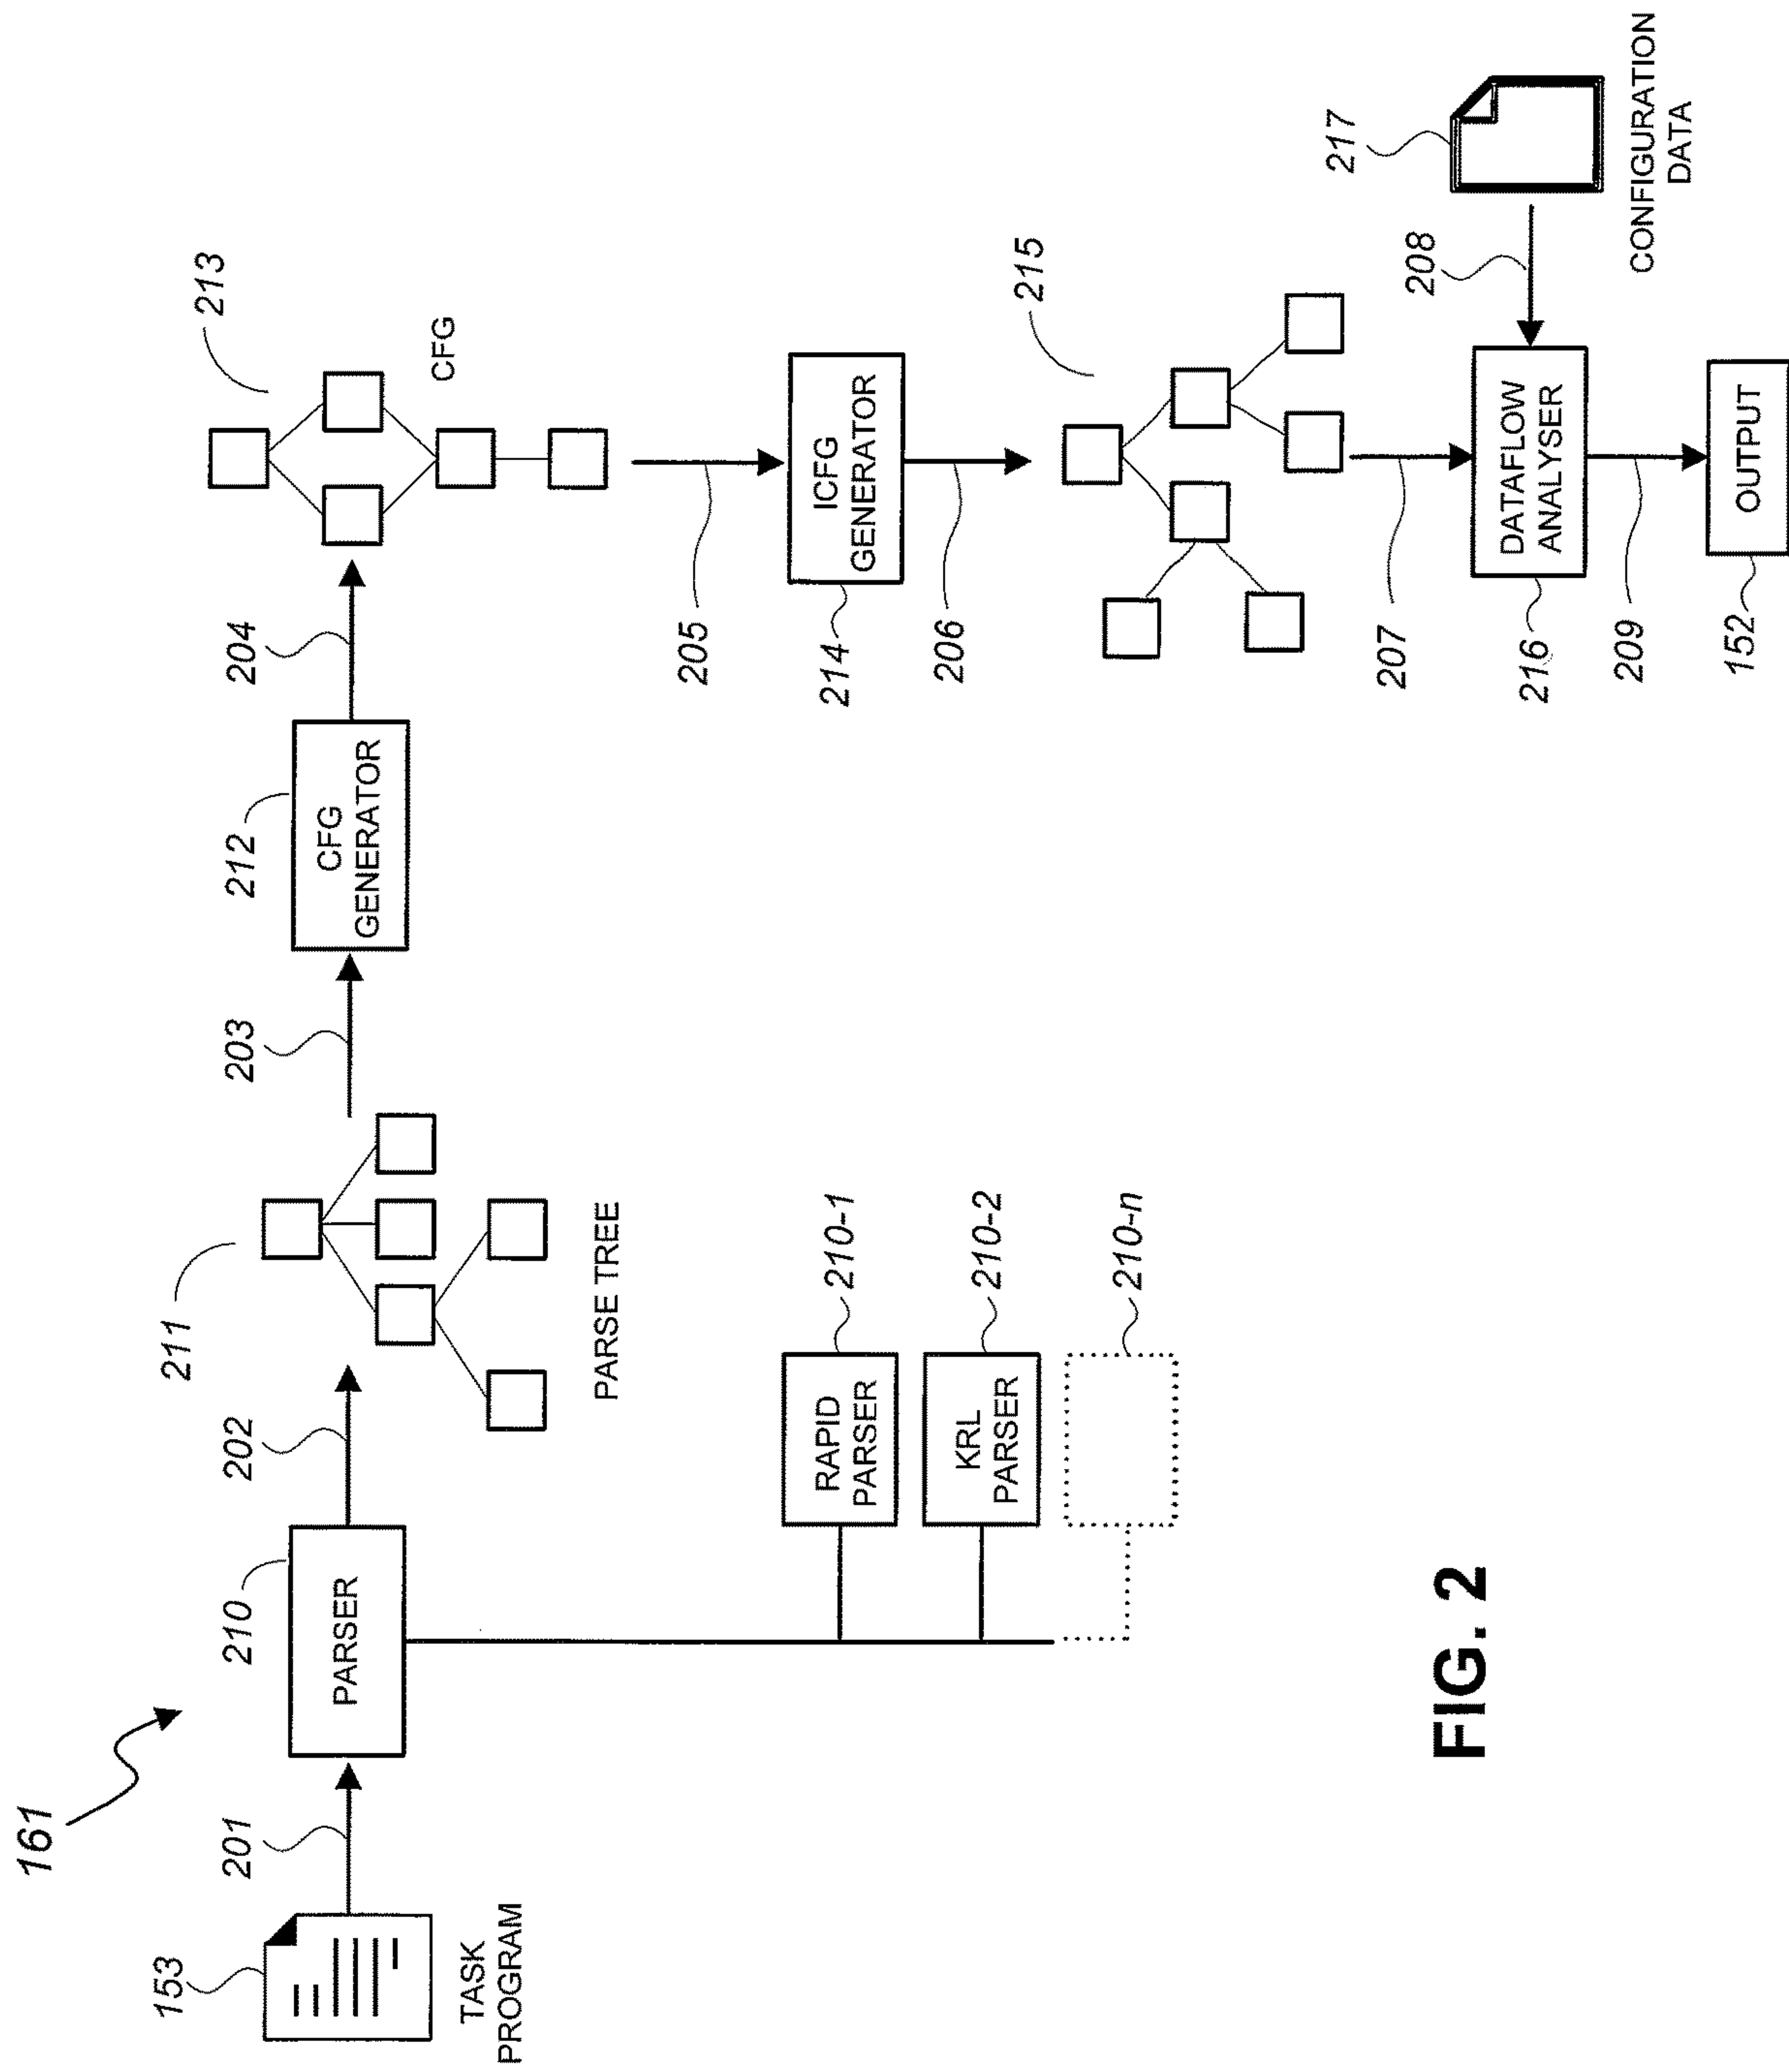 161
153
TASK
PROGRAM
201
210
PARSER
202
211
PARSE TREE
203
212
CFG
GENERATOR
204
213
CFG
205
214
ICFG
GENERATOR
206
215
207
216
DATAFLOW
ANALYSER
208
217
CONFIGURATION
DATA
209
152
OUTPUT
RAPID
PARSER
210-1
KRL
PARSER
210-2
210-n
FIG. 2